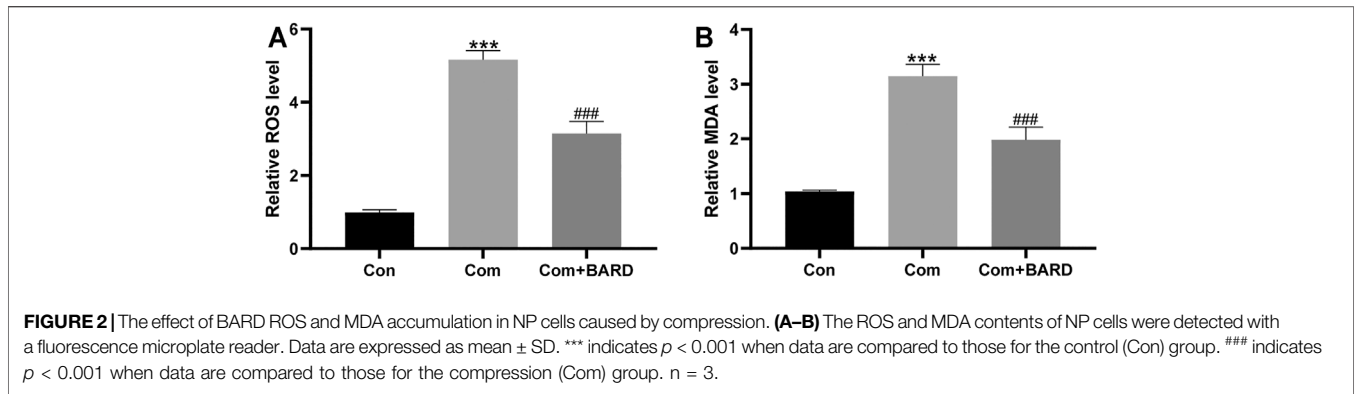 A
Relative ROS level
6
4
2
0
***
###
Con Com Com+BARD
B
Relative MDA level
4
3
2
1
0
***
###
Con Com Com+BARD
FIGURE 2 | The effect of BARD ROS and MDA accumulation in NP cells caused by compression. (A–B) The ROS and MDA contents of NP cells were detected with
a fluorescence microplate reader. Data are expressed as mean ± SD. *** indicates p < 0.001 when data are compared to those for the control (Con) group. ### indicates
p < 0.001 when data are compared to those for the compression (Com) group. n = 3.